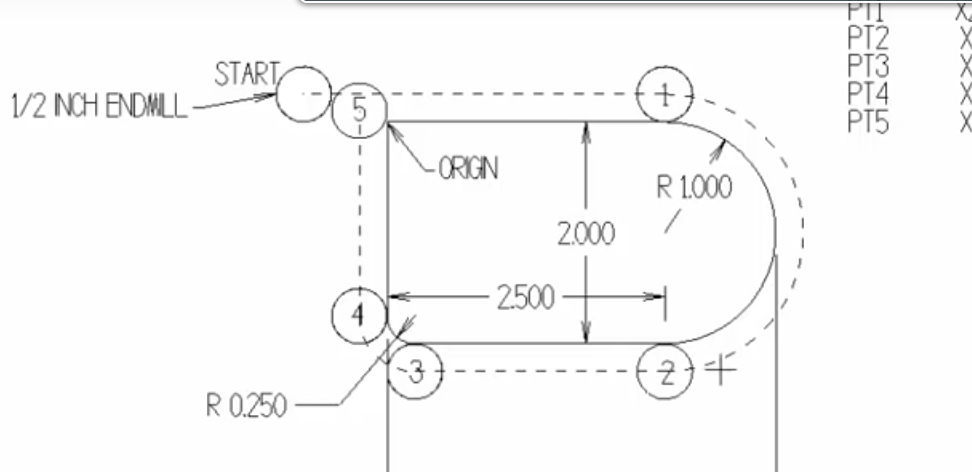 PT1
PT2 X
PT3 X
PT4 X
PT5 X
START
1/2 INCH ENDMILL
5
1
ORIGIN
R 1.000
2.000
2.500
4
3
2
R 0.250